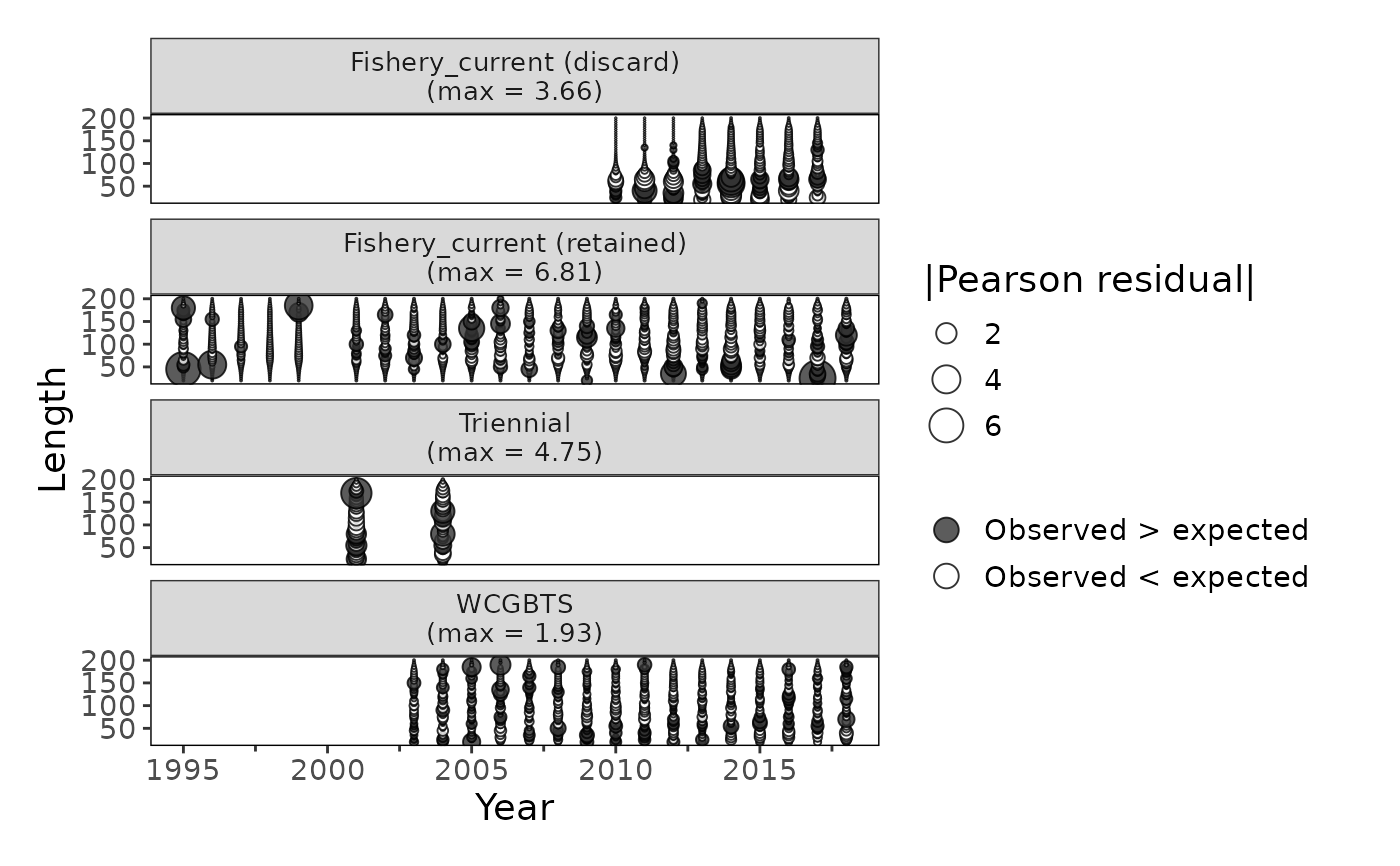 Fishery_current (discard)
(max = 3.66)
200
150
100
50
Fishery_current (retained)
(max = 6.81)
200
150
100
50
Triennial
(max = 4.75)
200
150
100
50
WCGBTS
(max = 1.93)
200
150
100
50
1995 2000 2005 2010 2015
Year
Length
|Pearson residual|
2
4
6
Observed > expected
Observed < expected